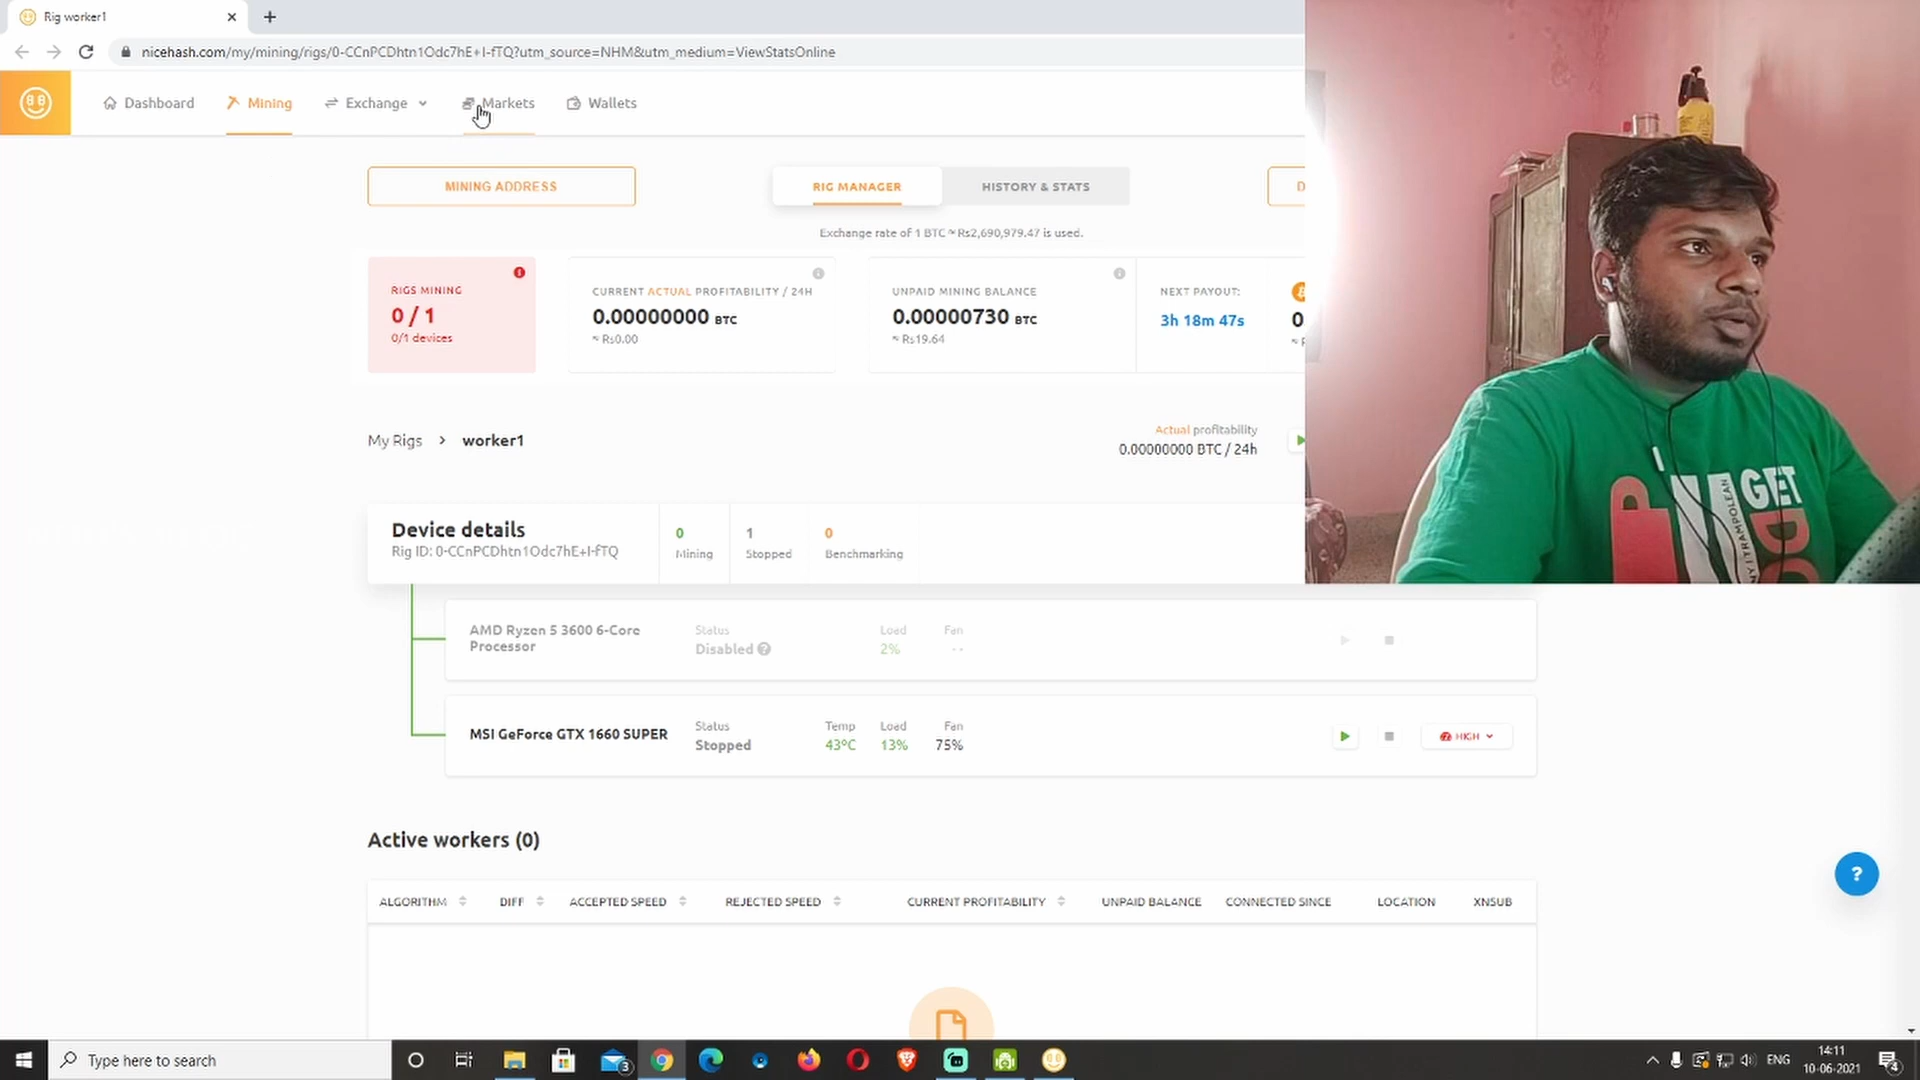 Rig worker1
nicehash.com/my/mining/rigs/0-CCnPCDhtn1Odc7hE+I-fTQ?utm_source=NHM&utm_medium=ViewStatsOnline
Dashboard Mining Exchange Markets Wallets
MINING ADDRESS RIG MANAGER HISTORY & STATS D
Exchange rate of 1 BTC ≈ Rs2,690,979.47 is used.
RIGS MINING
0 / 1
0/1 devices
CURRENT ACTUAL PROFITABILITY / 24H
0.00000000 BTC
≈ Rs0.00
UNPAID MINING BALANCE
0.00000730 BTC
≈ Rs19.64
NEXT PAYOUT:
3h 18m 47s
0
My Rigs > worker1
Actual profitability
0.00000000 BTC / 24h
Device details
Rig ID: 0-CCnPCDhtn1Odc7hE+I-fTQ
0 Mining
1 Stopped
0 Benchmarking
AMD Ryzen 5 3600 6-Core
Processor
Status
Disabled
Load
2%
Fan
- -
MSI GeForce GTX 1660 SUPER
Status
Stopped
Temp
43°C
Load
13%
Fan
75%
HIGH
Active workers (0)
ALGORITHM DIFF ACCEPTED SPEED REJECTED SPEED CURRENT PROFITABILITY UNPAID BALANCE CONNECTED SINCE LOCATION XNSUB
?
GET
NY I TRAMPOLEAN
Type here to search
3
ENG
14:11
10-06-2021
4